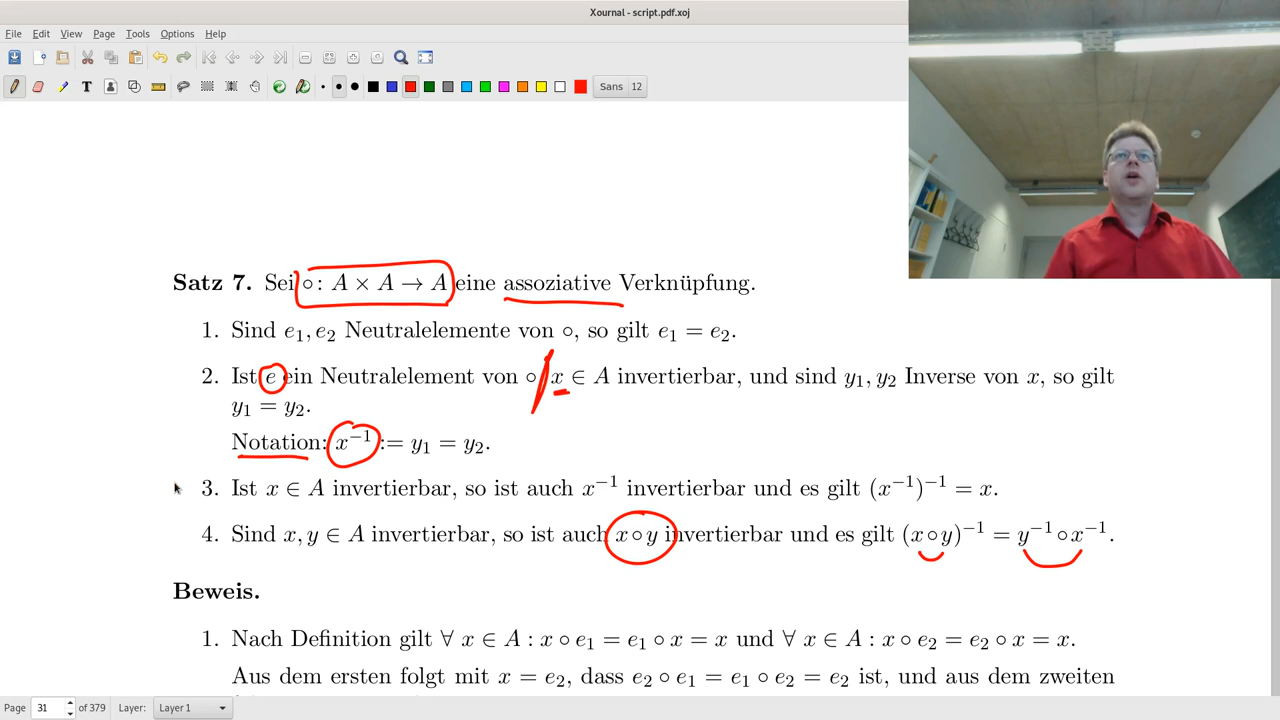 Xournal - script.pdf.xoj
File Edit View Page Tools Options Help
Sans 12
Satz 7. Sei ∘: A × A → A eine assoziative Verknüpfung.
1. Sind e₁, e₂ Neutralelemente von ∘, so gilt e₁ = e₂.
2. Ist e ein Neutralelement von ∘, x ∈ A invertierbar, und sind y₁, y₂ Inverse von x, so gilt
y₁ = y₂.
Notation: x⁻¹ := y₁ = y₂.
3. Ist x ∈ A invertierbar, so ist auch x⁻¹ invertierbar und es gilt (x⁻¹)⁻¹ = x.
4. Sind x, y ∈ A invertierbar, so ist auch x ∘ y invertierbar und es gilt (x ∘ y)⁻¹ = y⁻¹ ∘ x⁻¹.
Beweis.
1. Nach Definition gilt ∀ x ∈ A : x ∘ e₁ = e₁ ∘ x = x und ∀ x ∈ A : x ∘ e₂ = e₂ ∘ x = x.
Aus dem ersten folgt mit x = e₂, dass e₂ ∘ e₁ = e₁ ∘ e₂ = e₂ ist, und aus dem zweiten
Page 31 of 379 Layer: Layer 1